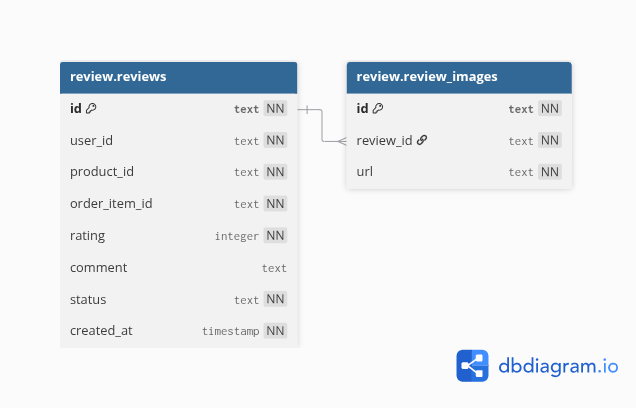 review.reviews
id text NN
user_id text NN
product_id text NN
order_item_id text NN
rating integer NN
comment text
status text NN
created_at timestamp NN
review.review_images
id text NN
review_id text NN
url text NN
dbdiagram.io